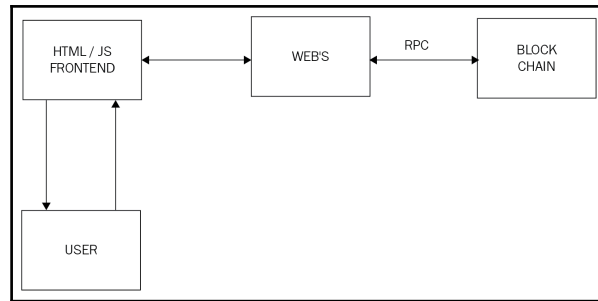 HTML / JS
FRONTEND
WEB'S
RPC
BLOCK
CHAIN
USER